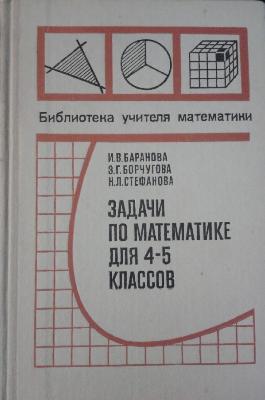 Библиотека учителя математики
И.В.БАРАНОВА
З.Г.БОРЧУГОВА
Н.Л.СТЕФАНОВА
ЗАДАЧИ
ПО МАТЕМАТИКЕ
ДЛЯ 4-5
КЛАССОВ